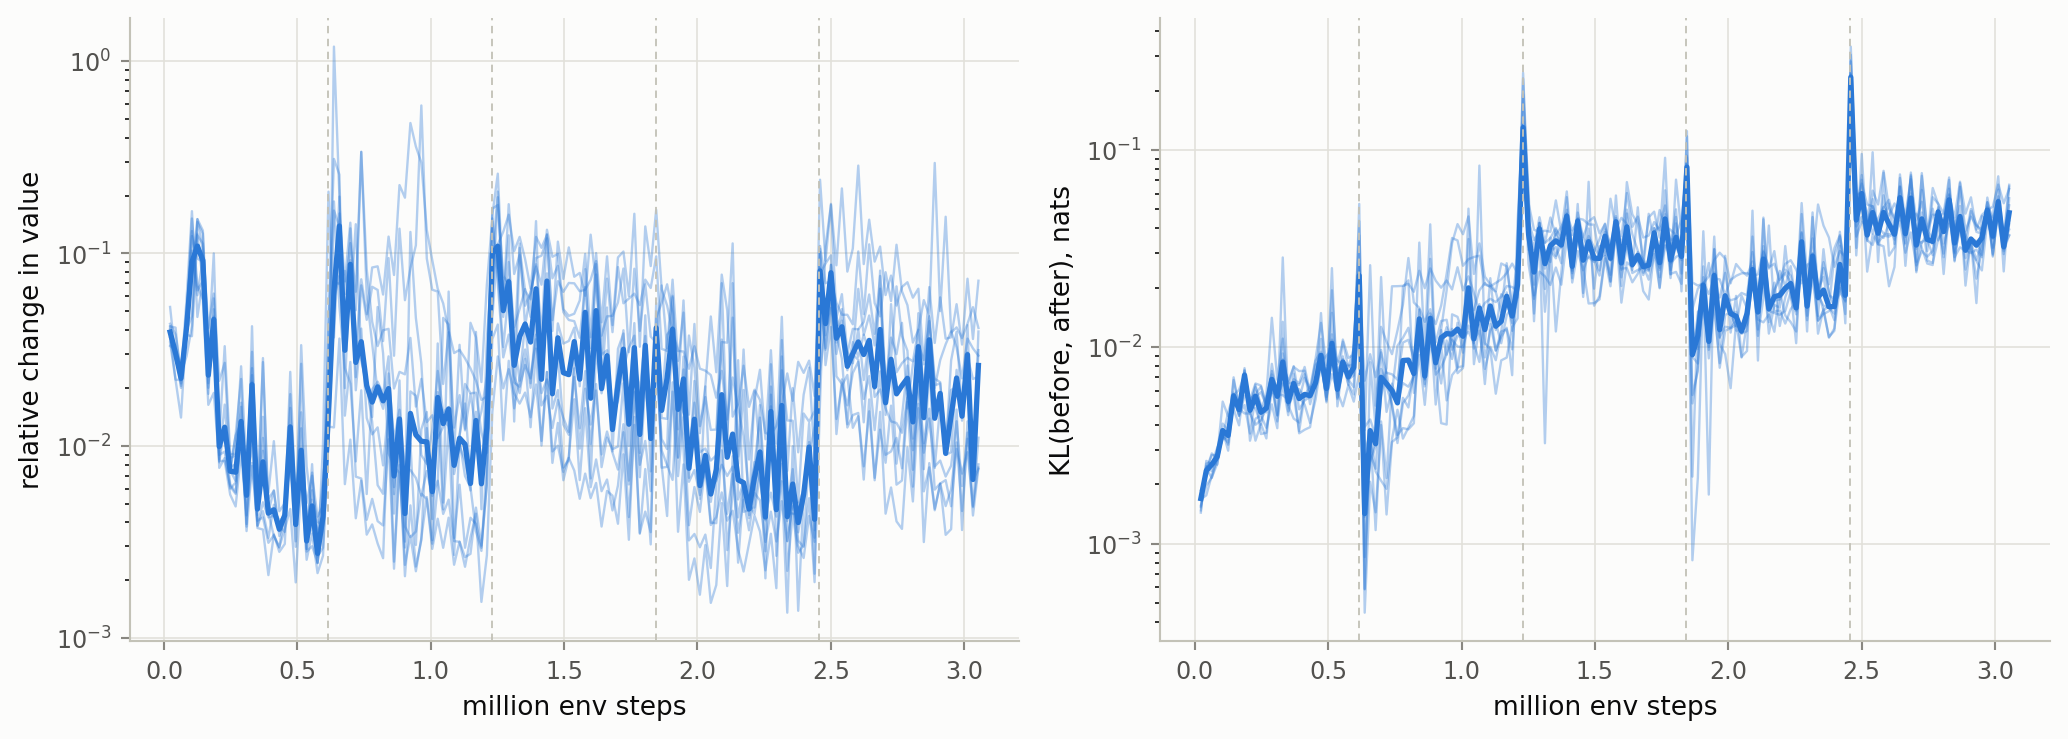 relative change in value
10⁰
10⁻¹
10⁻²
10⁻³
0.0 0.5 1.0 1.5 2.0 2.5 3.0
million env steps
KL(before, after), nats
10⁻¹
10⁻²
10⁻³
0.0 0.5 1.0 1.5 2.0 2.5 3.0
million env steps